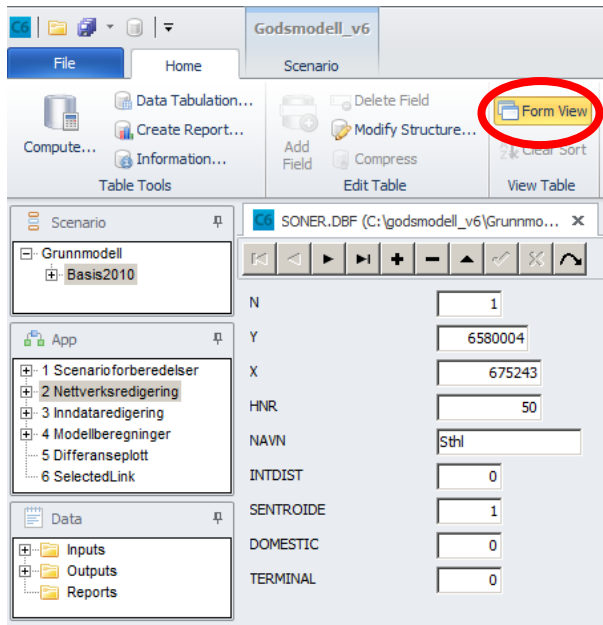 C6 Godsmodell_v6
File Home Scenario
Compute...
Data Tabulation...
Create Report...
Information...
Table Tools
Add Field
Delete Field
Modify Structure...
Compress
Edit Table
Form View
Clear Sort
View Table
Scenario
Grunnmodell
Basis2010
App
1 Scenarioforberedelser
2 Nettverksredigering
3 Inndataredigering
4 Modellberegninger
5 Differanseplott
6 SelectedLink
Data
Inputs
Outputs
Reports
C6 SONER.DBF (C:\godsmodell_v6\Grunnmo...
N 1
Y 6580004
X 675243
HNR 50
NAVN Sthl
INTDIST 0
SENTROIDE 1
DOMESTIC 0
TERMINAL 0